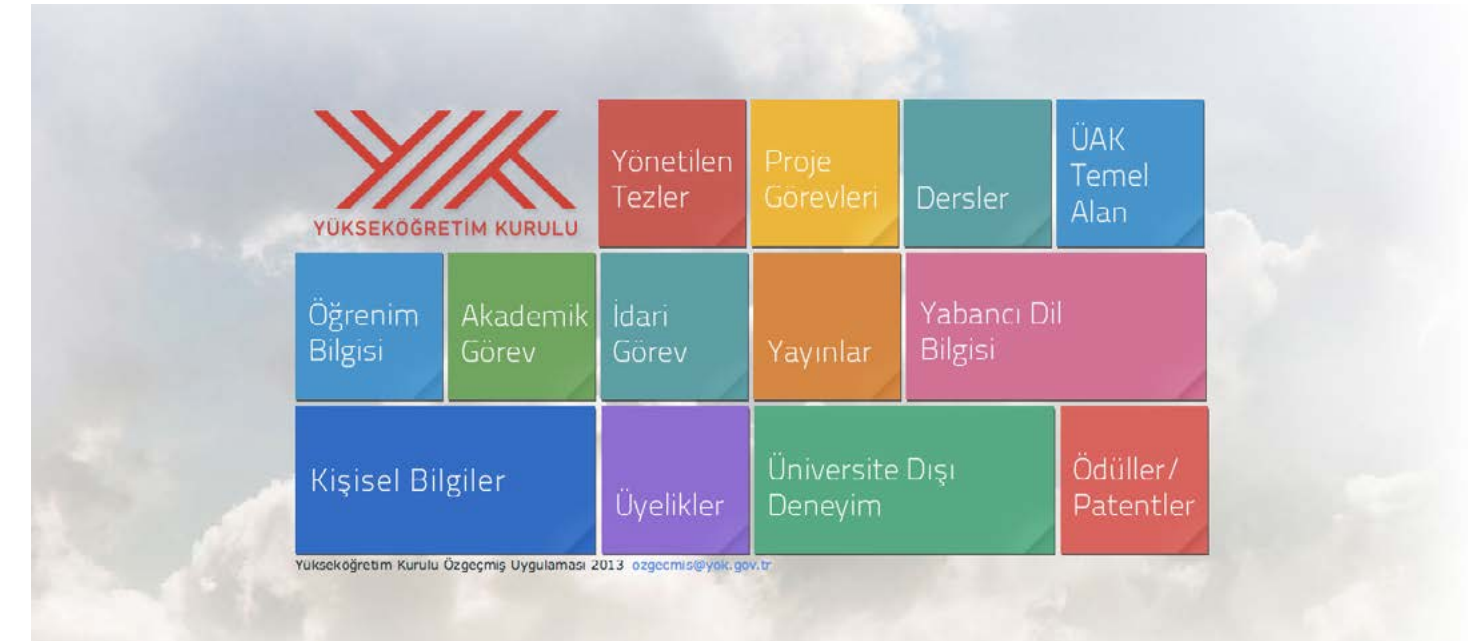 YÜKSEKÖĞRETİM KURULU
Yönetilen
Tezler
Proje
Görevleri
Dersler
ÜAK
Temel
Alan
Öğrenim
Bilgisi
Akademik
Görev
İdari
Görev
Yayınlar
Yabancı Dil
Bilgisi
Kişisel Bilgiler
Üyelikler
Üniversite Dışı
Deneyim
Ödüller/
Patentler
Yükseköğretim Kurulu Özgeçmiş Uygulaması 2013 ozgecmis@yok.gov.tr